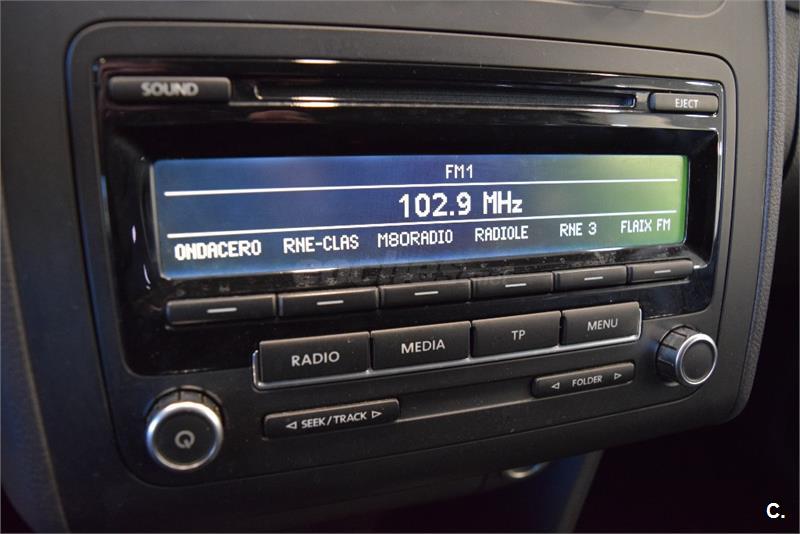 SOUND
EJECT
FM1
102.9 MHz
ONDACERO RNE-CLAS M80RADIO RADIOLE RNE 3 FLAIX FM
RADIO MEDIA TP MENU
SEEK/TRACK
FOLDER
C.